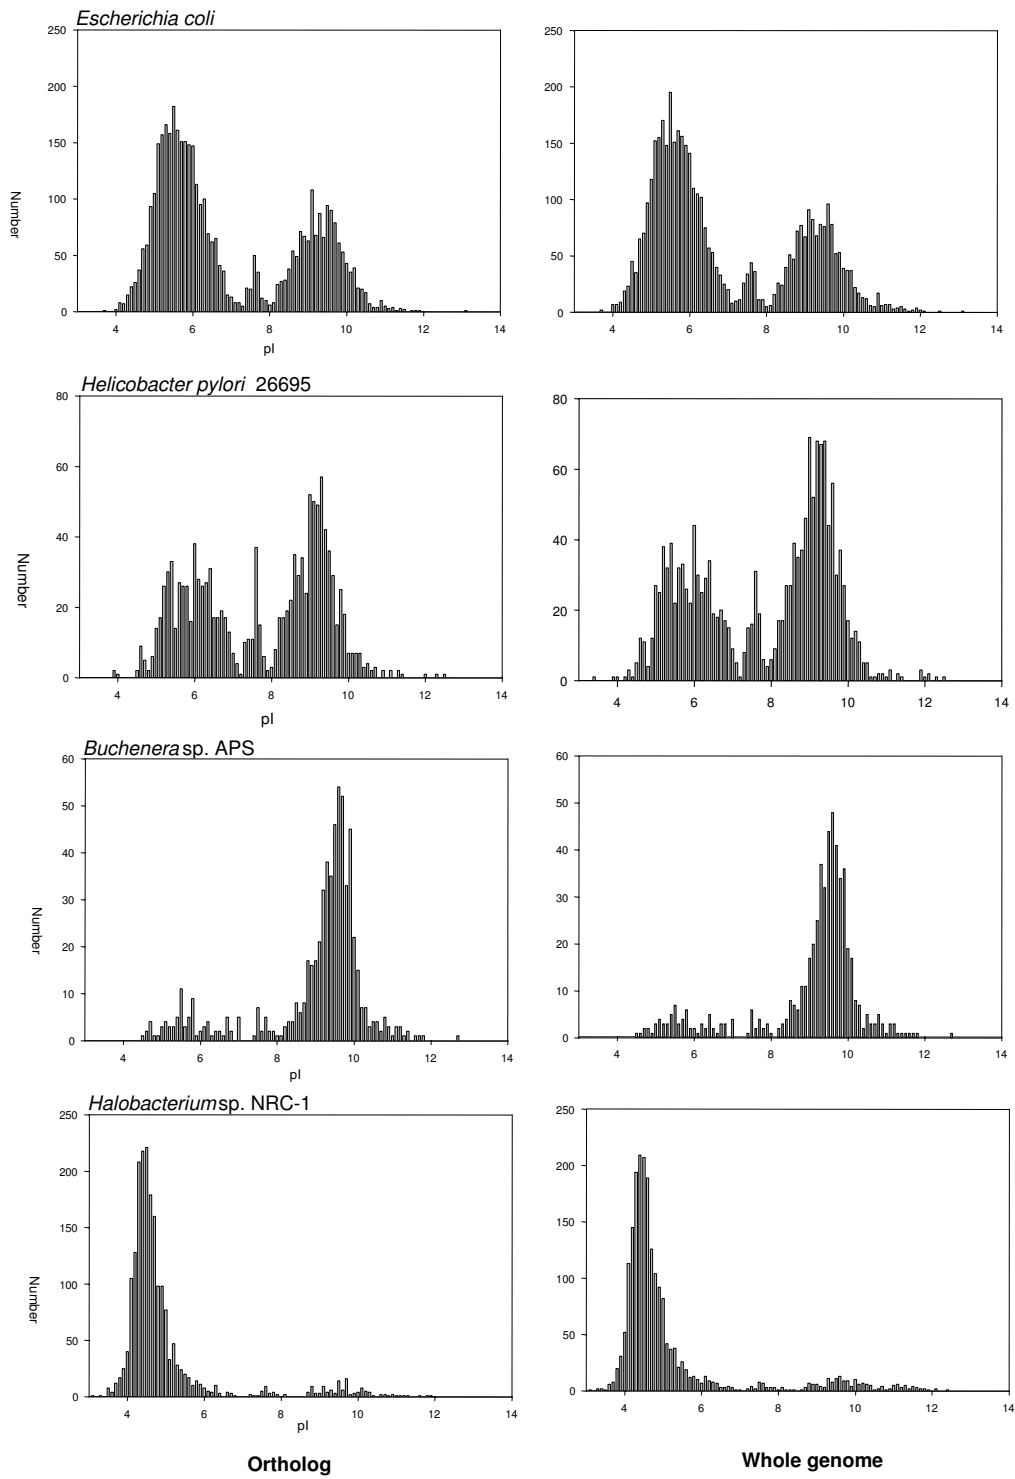 Escherichia coli
250
200
150
100
50
0
Number
4 6 8 10 12 14
pI
250
200
150
100
50
0
4 6 8 10 12 14
Helicobacter pylori 26695
80
60
40
20
0
Number
4 6 8 10 12 14
pI
80
60
40
20
0
4 6 8 10 12 14
Buchenera sp. APS
60
50
40
30
20
10
0
Number
4 6 8 10 12 14
pI
60
50
40
30
20
10
0
4 6 8 10 12 14
Halobacterium sp. NRC-1
250
200
150
100
50
0
Number
4 6 8 10 12 14
pI
250
200
150
100
50
0
4 6 8 10 12 14
Ortholog
Whole genome